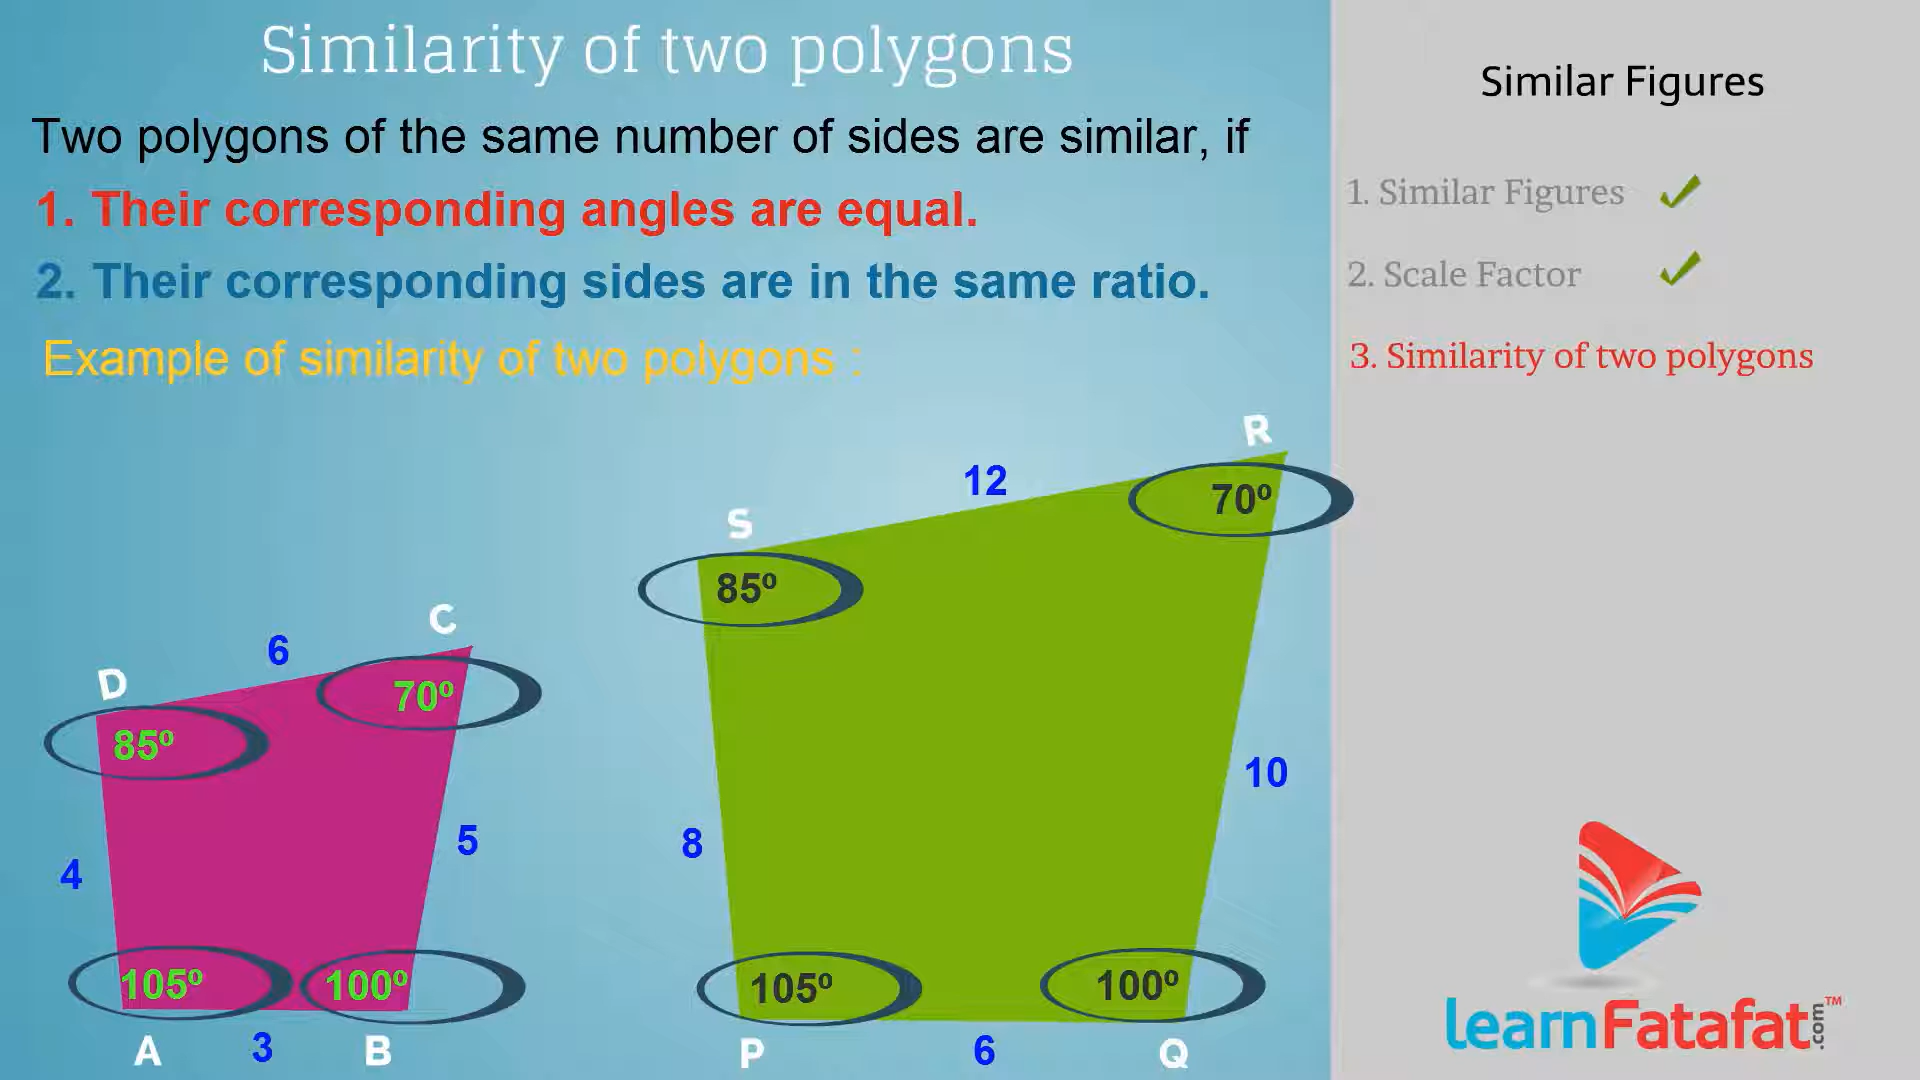 Similarity of two polygons
Two polygons of the same number of sides are similar, if
1. Their corresponding angles are equal.
2. Their corresponding sides are in the same ratio.
Example of similarity of two polygons :
D
6
C
85º
70º
4
5
105º
100º
A
3
B
S
12
R
85º
70º
8
10
105º
100º
P
6
Q
Similar Figures
1. Similar Figures
2. Scale Factor
3. Similarity of two polygons
learnFatafat.com™